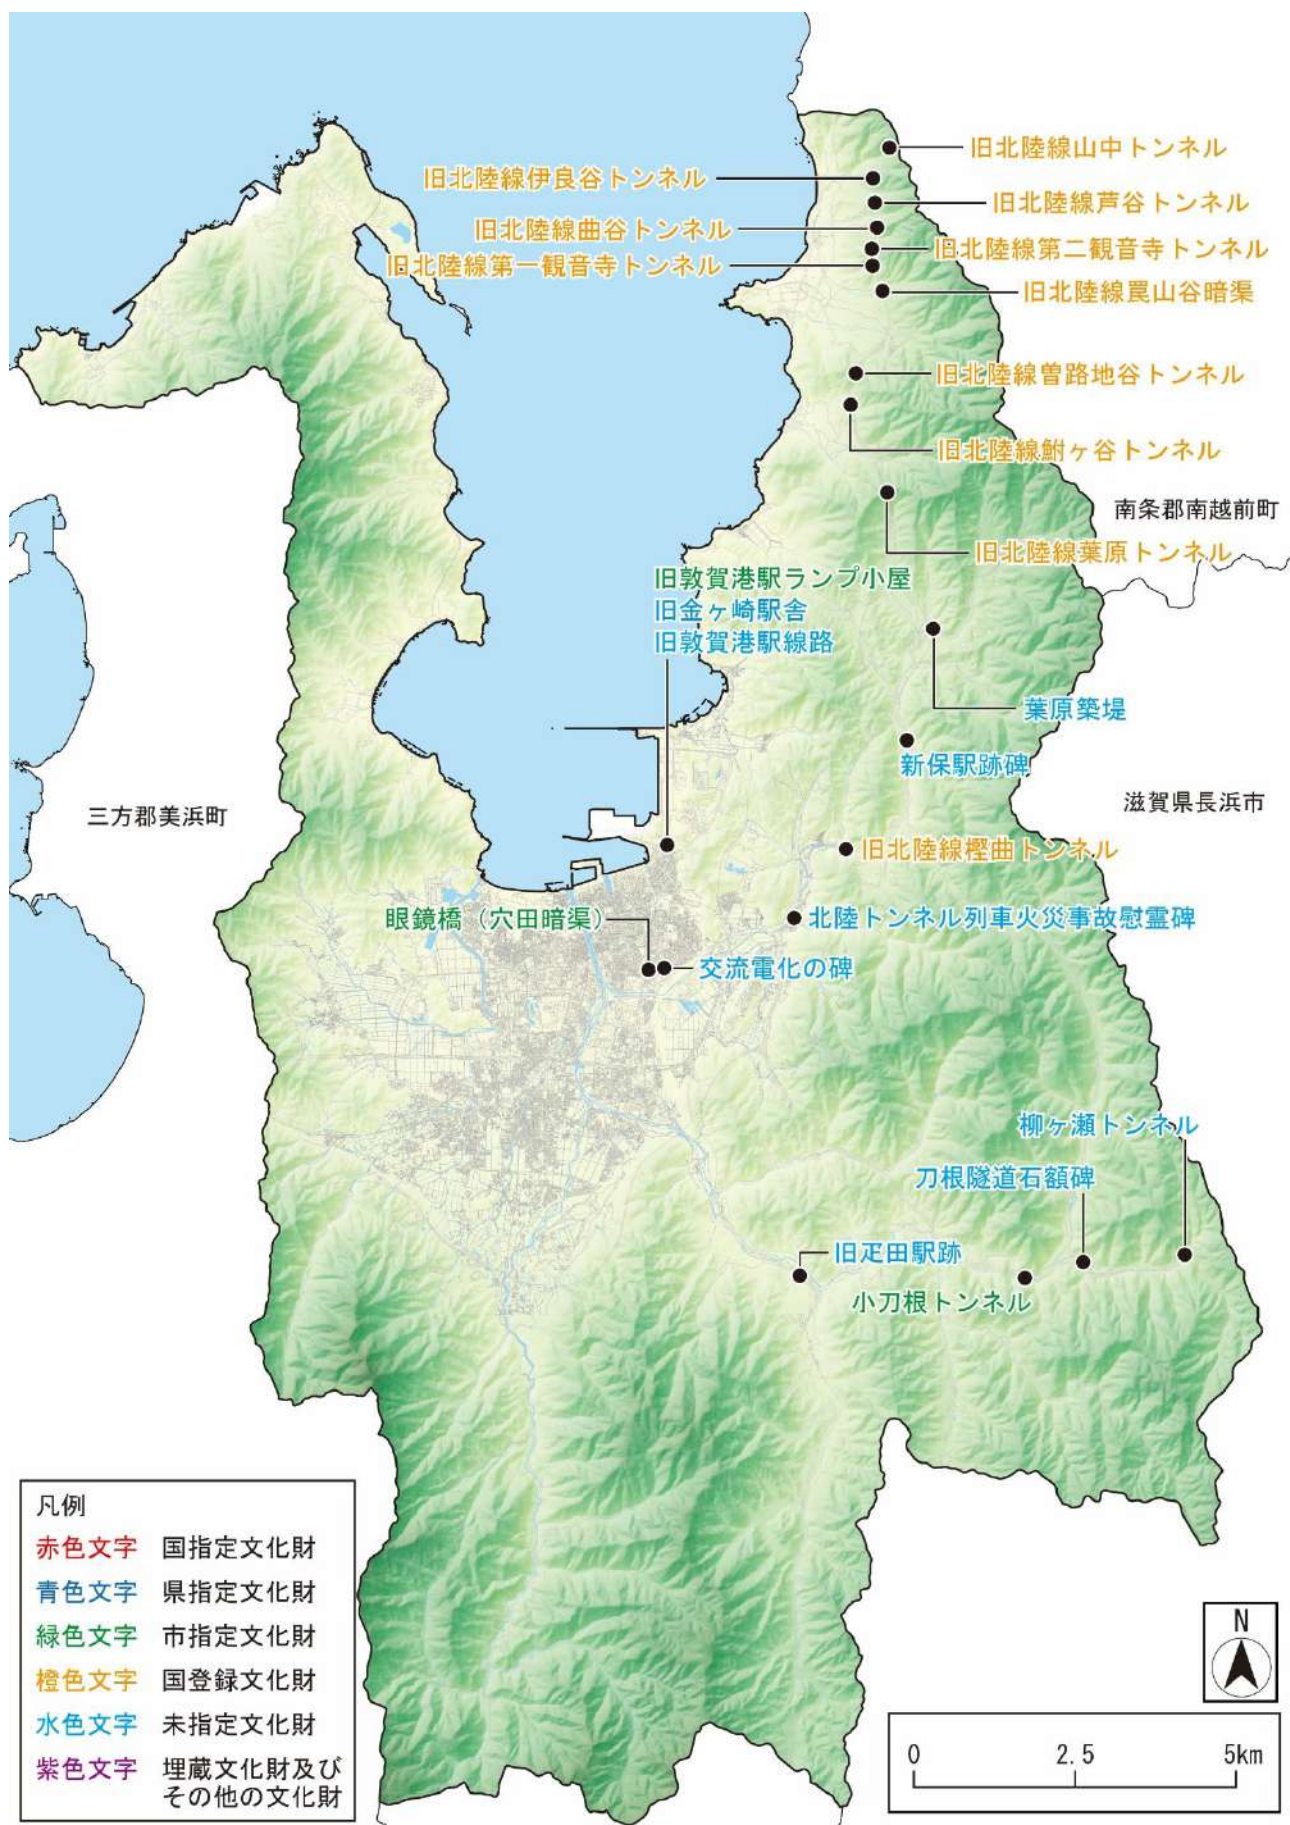 旧北陸線山中トンネル
旧北陸線伊良谷トンネル
旧北陸線芦谷トンネル
旧北陸線曲谷トンネル
旧北陸線第二観音寺トンネル
旧北陸線第一観音寺トンネル
旧北陸線罠山谷暗渠
旧北陸線曽路地谷トンネル
旧北陸線鮒ヶ谷トンネル
南条郡南越前町
旧北陸線葉原トンネル
旧敦賀港駅ランプ小屋
旧金ヶ崎駅舎
旧敦賀港駅線路
葉原築堤
新保駅跡碑
滋賀県長浜市
三方郡美浜町
旧北陸線樫曲トンネル
眼鏡橋（穴田暗渠）
北陸トンネル列車火災事故慰霊碑
交流電化の碑
柳ヶ瀬トンネル
刀根隧道石額碑
旧疋田駅跡
小刀根トンネル
凡例
赤色文字 国指定文化財
青色文字 県指定文化財
緑色文字 市指定文化財
橙色文字 国登録文化財
水色文字 未指定文化財
紫色文字 埋蔵文化財及び
その他の文化財
N
0 2.5 5km